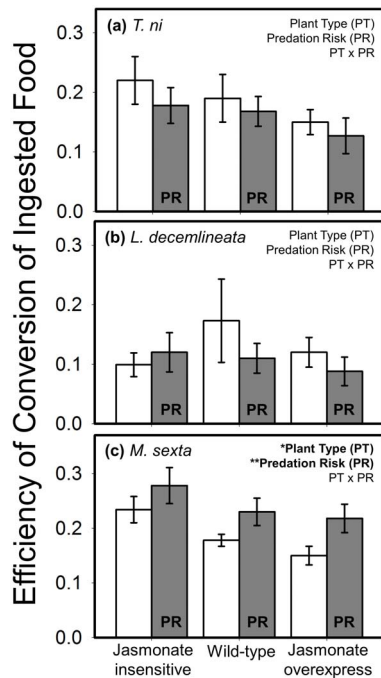 Efficiency of Conversion of Ingested Food
(a) T. ni
Plant Type (PT)
Predation Risk (PR)
PT x PR
0.3
0.2
0.1
0.0
PR
PR
PR
(b) L. decemlineata
Plant Type (PT)
Predation Risk (PR)
PT x PR
0.3
0.2
0.1
0.0
PR
PR
PR
(c) M. sexta
*Plant Type (PT)
**Predation Risk (PR)
PT x PR
0.3
0.2
0.1
0.0
PR
PR
PR
Jasmonate
insensitive
Wild-type
Jasmonate
overexpress